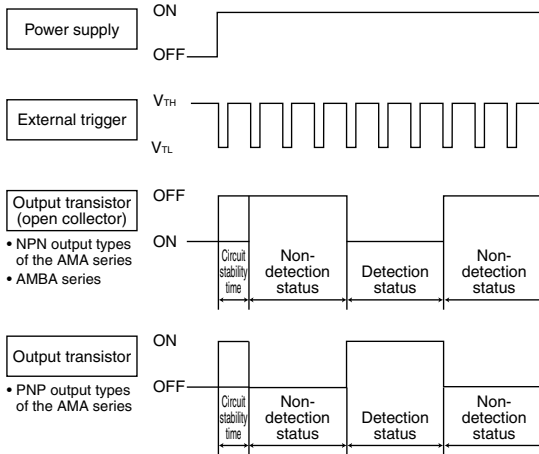 Power supply
ON
OFF
External trigger
VTH
VTL
Output transistor
(open collector)
• NPN output types
of the AMA series
• AMBA series
OFF
ON
Circuit
stability
time
Non-
detection
status
Detection
status
Non-
detection
status
Output transistor
• PNP output types
of the AMA series
ON
OFF
Circuit
stability
time
Non-
detection
status
Detection
status
Non-
detection
status